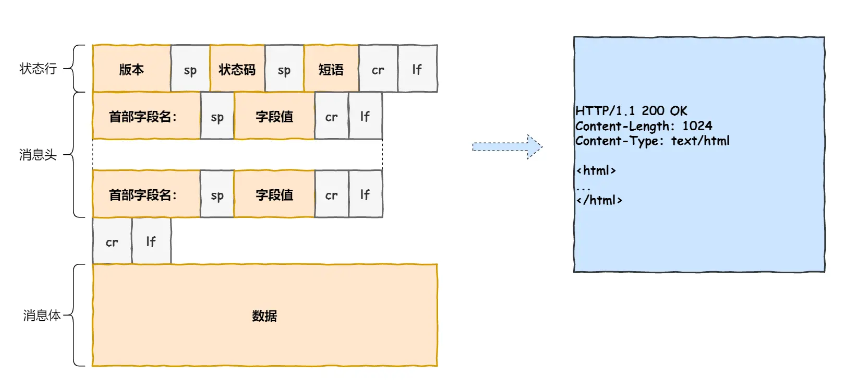 状态行 版本 sp 状态码 sp 短语 cr lf
首部字段名： sp 字段值 cr lf
消息头
首部字段名： sp 字段值 cr lf
cr lf
消息体 数据
HTTP/1.1 200 OK
Content-Length: 1024
Content-Type: text/html
<html>
...
</html>